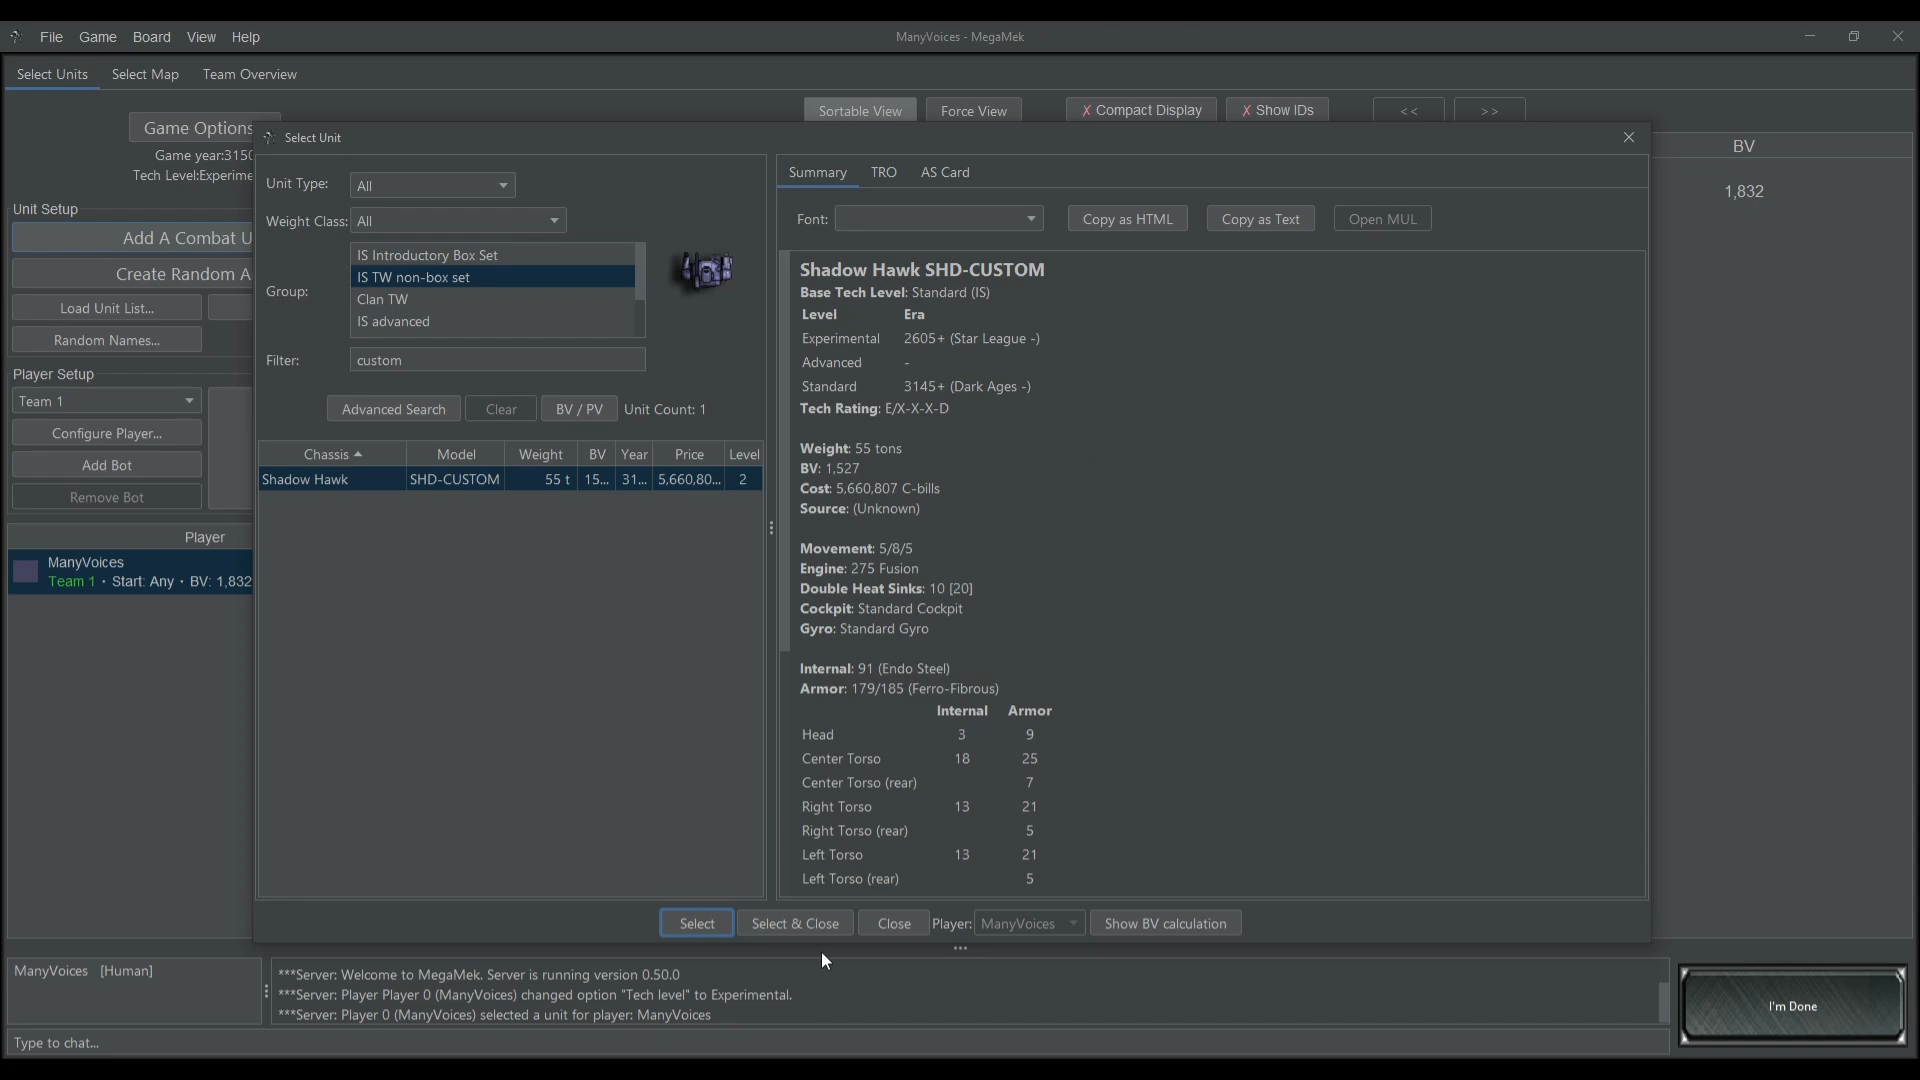 File Game Board View Help
ManyVoices - MegaMek
Select Units Select Map Team Overview
Sortable View Force View ✗ Compact Display ✗ Show IDs << >>
Game Options
Game year:3150
Tech Level:Experime
BV
1,832
Unit Setup
Add A Combat U
Create Random A
Load Unit List...
Random Names...
Player Setup
Team 1
Configure Player...
Add Bot
Remove Bot
Player
ManyVoices
Team 1 • Start: Any • BV: 1,832
Select Unit
Unit Type: All
Weight Class: All
Group:
IS Introductory Box Set
IS TW non-box set
Clan TW
IS advanced
Filter: custom
Advanced Search Clear BV / PV Unit Count: 1
Chassis Model Weight BV Year Price Level
Shadow Hawk SHD-CUSTOM 55 t 15... 31... 5,660,80... 2
Summary TRO AS Card
Font: Copy as HTML Copy as Text Open MUL
Shadow Hawk SHD-CUSTOM
Base Tech Level: Standard (IS)
Level Era
Experimental 2605+ (Star League -)
Advanced -
Standard 3145+ (Dark Ages -)
Tech Rating: E/X-X-X-D
Weight: 55 tons
BV: 1,527
Cost: 5,660,807 C-bills
Source: (Unknown)
Movement: 5/8/5
Engine: 275 Fusion
Double Heat Sinks: 10 [20]
Cockpit: Standard Cockpit
Gyro: Standard Gyro
Internal: 91 (Endo Steel)
Armor: 179/185 (Ferro-Fibrous)
Internal Armor
Head 3 9
Center Torso 18 25
Center Torso (rear) 7
Right Torso 13 21
Right Torso (rear) 5
Left Torso 13 21
Left Torso (rear) 5
Select Select & Close Close Player: ManyVoices Show BV calculation
ManyVoices [Human]
***Server: Welcome to MegaMek. Server is running version 0.50.0
***Server: Player Player 0 (ManyVoices) changed option "Tech level" to Experimental.
***Server: Player 0 (ManyVoices) selected a unit for player: ManyVoices
I'm Done
Type to chat...